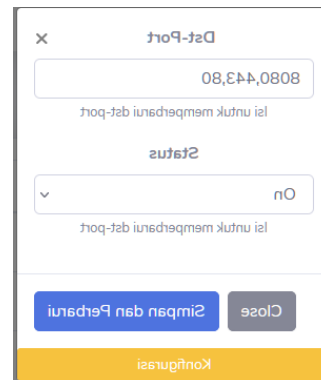 Dst-Port
8080,443,80
Isi untuk memperbarui dst-port
Status
On
Isi untuk memperbarui dst-port
Close Simpan dan Perbarui
Konfigurasi